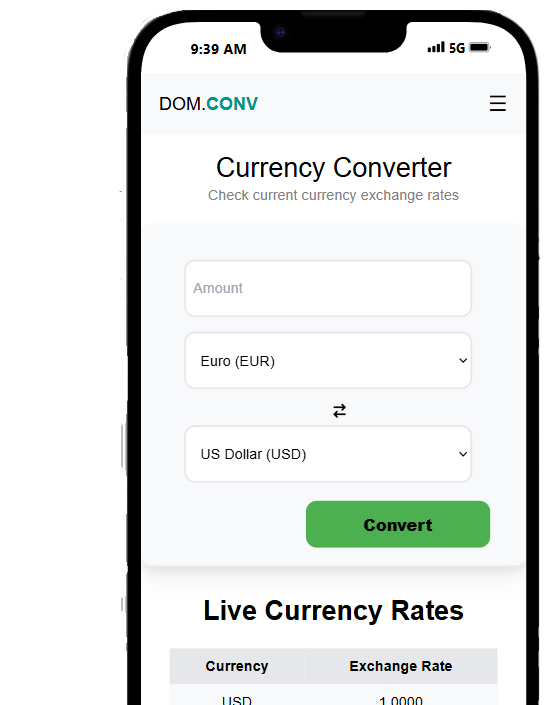 9:39 AM 5G
DOM.CONV
Currency Converter
Check current currency exchange rates
Amount
Euro (EUR)
US Dollar (USD)
Convert
Live Currency Rates
Currency Exchange Rate
USD 1.0000